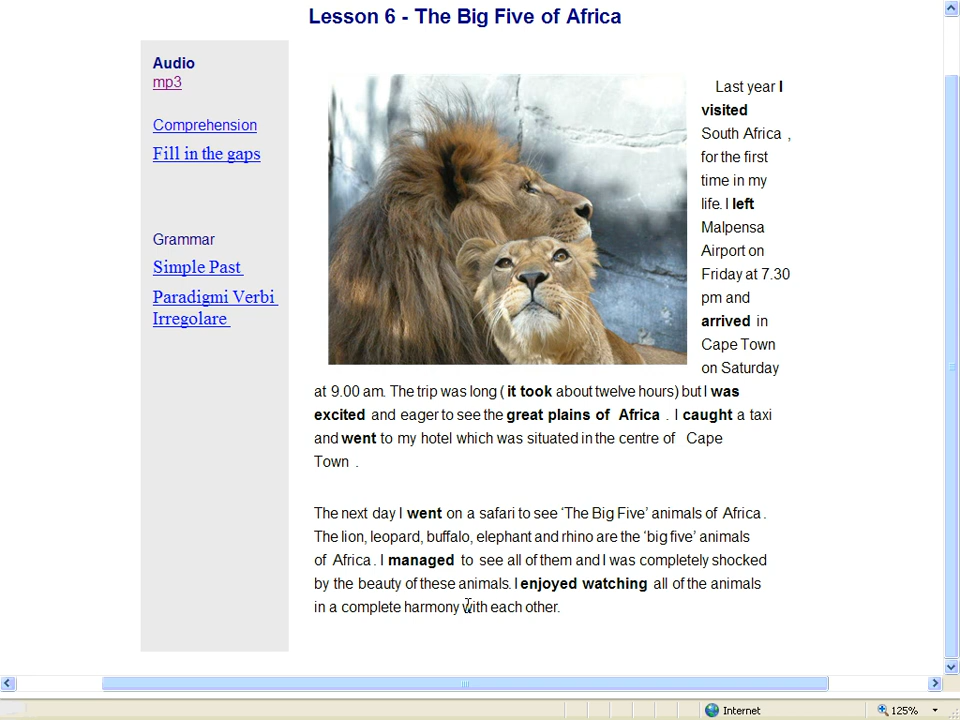 Lesson 6 - The Big Five of Africa
Audio
mp3
Comprehension
Fill in the gaps
Grammar
Simple Past
Paradigmi Verbi
Irregolare
Last year I
visited
South Africa ,
for the first
time in my
life. I left
Malpensa
Airport on
Friday at 7.30
pm and
arrived in
Cape Town
on Saturday
at 9.00 am. The trip was long ( it took about twelve hours) but I was
excited and eager to see the great plains of Africa . I caught a taxi
and went to my hotel which was situated in the centre of Cape
Town .
The next day I went on a safari to see ‘The Big Five’ animals of Africa.
The lion, leopard, buffalo, elephant and rhino are the ‘big five’ animals
of Africa. I managed to see all of them and I was completely shocked
by the beauty of these animals. I enjoyed watching all of the animals
in a complete harmony with each other.
Internet
125%